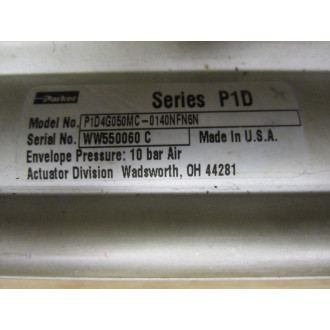 Parker
Series P1D
Model No. P1D4G050MC-0140NFN6N
Serial No. WW550060 C Made In U.S.A.
Envelope Pressure: 10 bar Air
Actuator Division Wadsworth, OH 44281